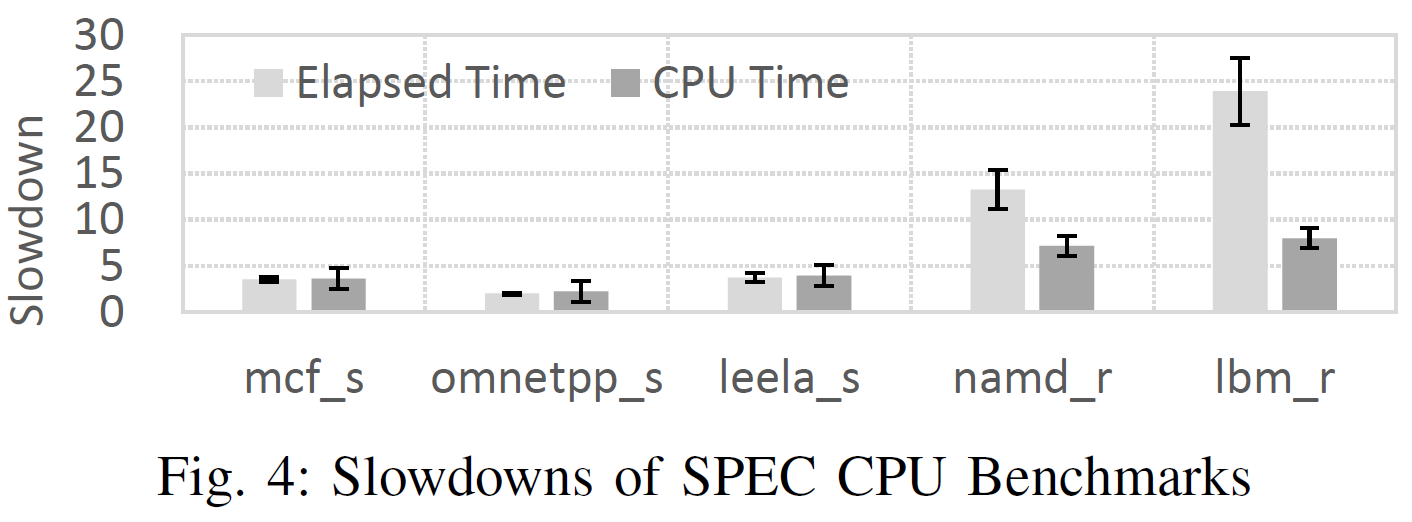 30
25
20
15
10
5
0
Slowdown
Elapsed Time CPU Time
mcf_s omnetpp_s leela_s namd_r lbm_r
Fig. 4: Slowdowns of SPEC CPU Benchmarks